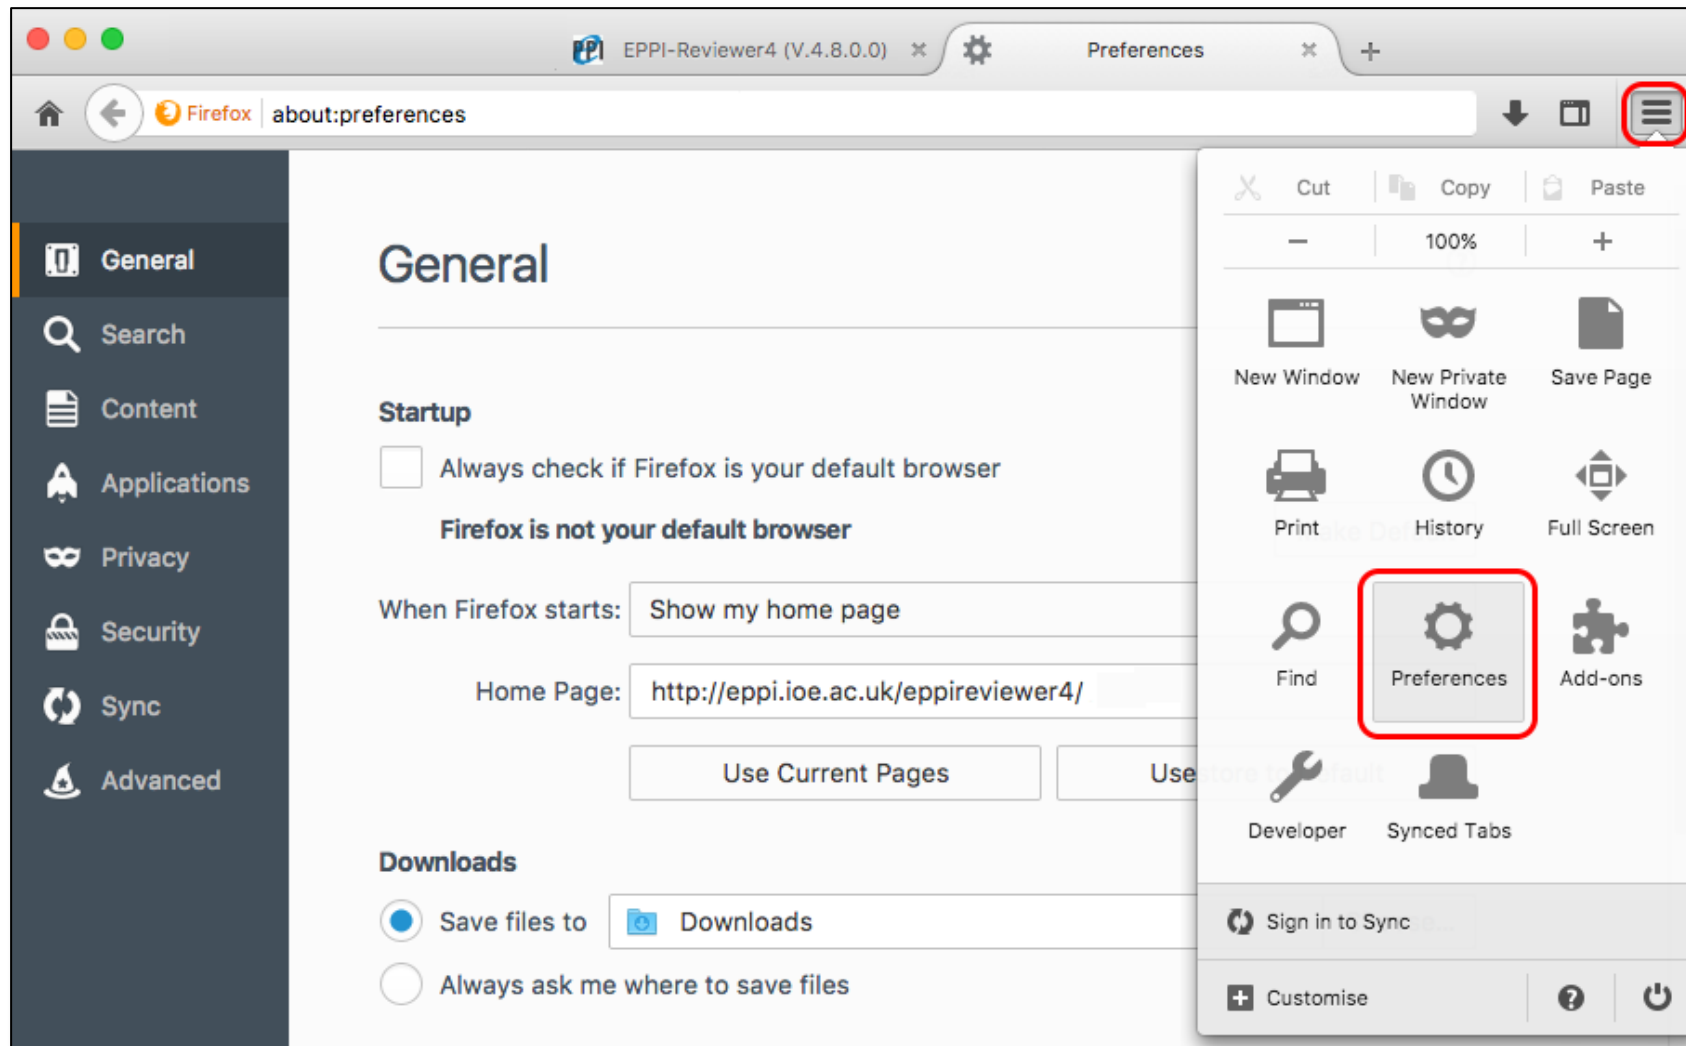 EPPI-Reviewer4 (V.4.8.0.0)
Preferences
Firefox
about:preferences
General
Search
Content
Applications
Privacy
Security
Sync
Advanced
General
Startup
Always check if Firefox is your default browser
Firefox is not your default browser
When Firefox starts: Show my home page
Home Page: http://eppi.ioe.ac.uk/eppireviewer4/
Use Current Pages
Use
Downloads
Save files to Downloads
Always ask me where to save files
Cut Copy Paste
100%
New Window
New Private
Window
Save Page
Print
History
Full Screen
Find
Preferences
Add-ons
Developer
Synced Tabs
Sign in to Sync
Customise